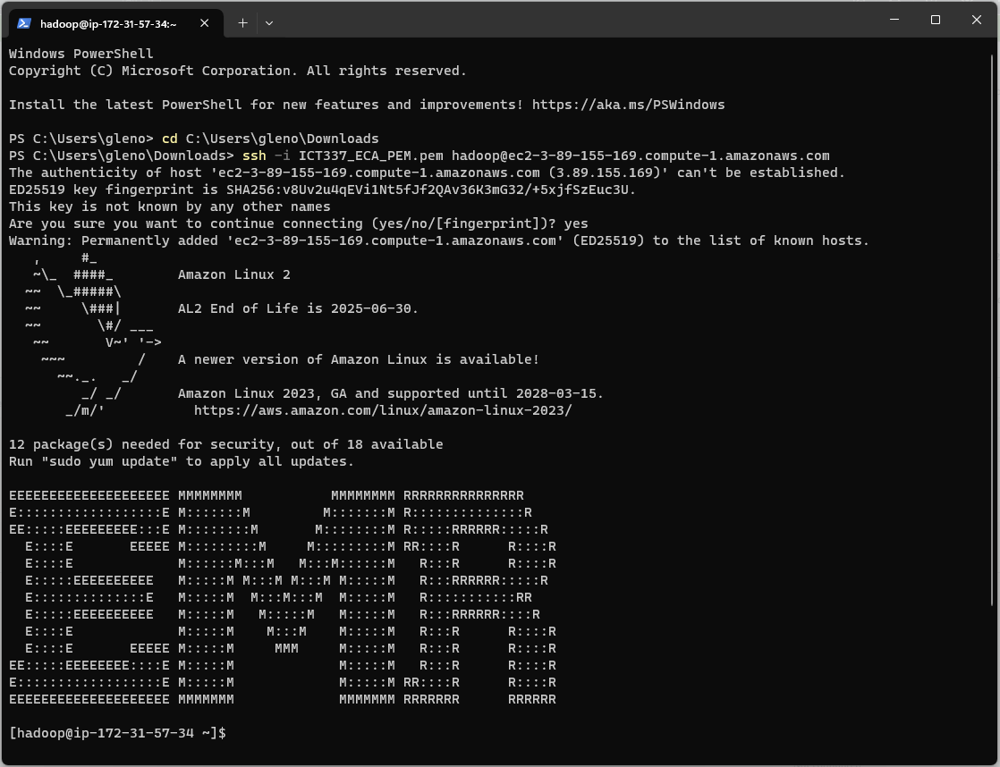 hadoop@ip-172-31-57-34:~
Windows PowerShell
Copyright (C) Microsoft Corporation. All rights reserved.

Install the latest PowerShell for new features and improvements! https://aka.ms/PSWindows

PS C:\Users\gleno> cd C:\Users\gleno\Downloads
PS C:\Users\gleno\Downloads> ssh -i ICT337_ECA_PEM.pem hadoop@ec2-3-89-155-169.compute-1.amazonaws.com
The authenticity of host 'ec2-3-89-155-169.compute-1.amazonaws.com (3.89.155.169)' can't be established.
ED25519 key fingerprint is SHA256:v8Uv2u4qEVi1Nt5fJf2QAv36K3mG32/+5xjfSzEuc3U.
This key is not known by any other names
Are you sure you want to continue connecting (yes/no/[fingerprint])? yes
Warning: Permanently added 'ec2-3-89-155-169.compute-1.amazonaws.com' (ED25519) to the list of known hosts.
   ,     #_
   ~\_  ####_        Amazon Linux 2
  ~~  \_#####\
  ~~     \###|       AL2 End of Life is 2025-06-30.
  ~~       \#/ ___
   ~~       V~' '->
    ~~~         /    A newer version of Amazon Linux is available!
      ~~._.   _/
         _/ _/       Amazon Linux 2023, GA and supported until 2028-03-15.
       _/m/'           https://aws.amazon.com/linux/amazon-linux-2023/

12 package(s) needed for security, out of 18 available
Run "sudo yum update" to apply all updates.

EEEEEEEEEEEEEEEEEEEE MMMMMMMM           MMMMMMMM RRRRRRRRRRRRRRR
E::::::::::::::::::E M:::::::M         M:::::::M R::::::::::::::R
EE:::::EEEEEEEEE:::E M::::::::M       M::::::::M R:::::RRRRRR:::::R
  E::::E       EEEEE M:::::::::M     M:::::::::M RR::::R      R::::R
  E::::E             M::::::M:::M   M:::M::::::M   R:::R      R::::R
  E:::::EEEEEEEEEE   M:::::M M:::M M:::M M:::::M   R:::RRRRRR:::::R
  E::::::::::::::E   M:::::M  M:::M:::M  M:::::M   R:::::::::::RR
  E:::::EEEEEEEEEE   M:::::M   M:::::M   M:::::M   R:::RRRRRR::::R
  E::::E             M:::::M    M:::M    M:::::M   R:::R      R::::R
  E::::E       EEEEE M:::::M     MMM     M:::::M   R:::R      R::::R
EE:::::EEEEEEEE::::E M:::::M             M:::::M   R:::R      R::::R
E::::::::::::::::::E M:::::M             M:::::M RR::::R      R::::R
EEEEEEEEEEEEEEEEEEEE MMMMMMM             MMMMMMM RRRRRRR      RRRRRR

[hadoop@ip-172-31-57-34 ~]$